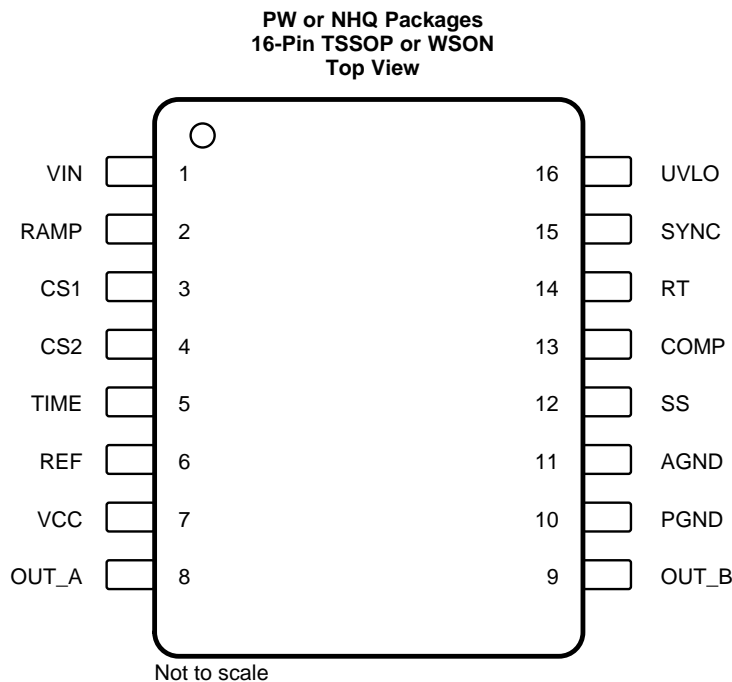 PW or NHQ Packages
16-Pin TSSOP or WSON
Top View
VIN 1 16 UVLO
RAMP 2 15 SYNC
CS1 3 14 RT
CS2 4 13 COMP
TIME 5 12 SS
REF 6 11 AGND
VCC 7 10 PGND
OUT_A 8 9 OUT_B
Not to scale